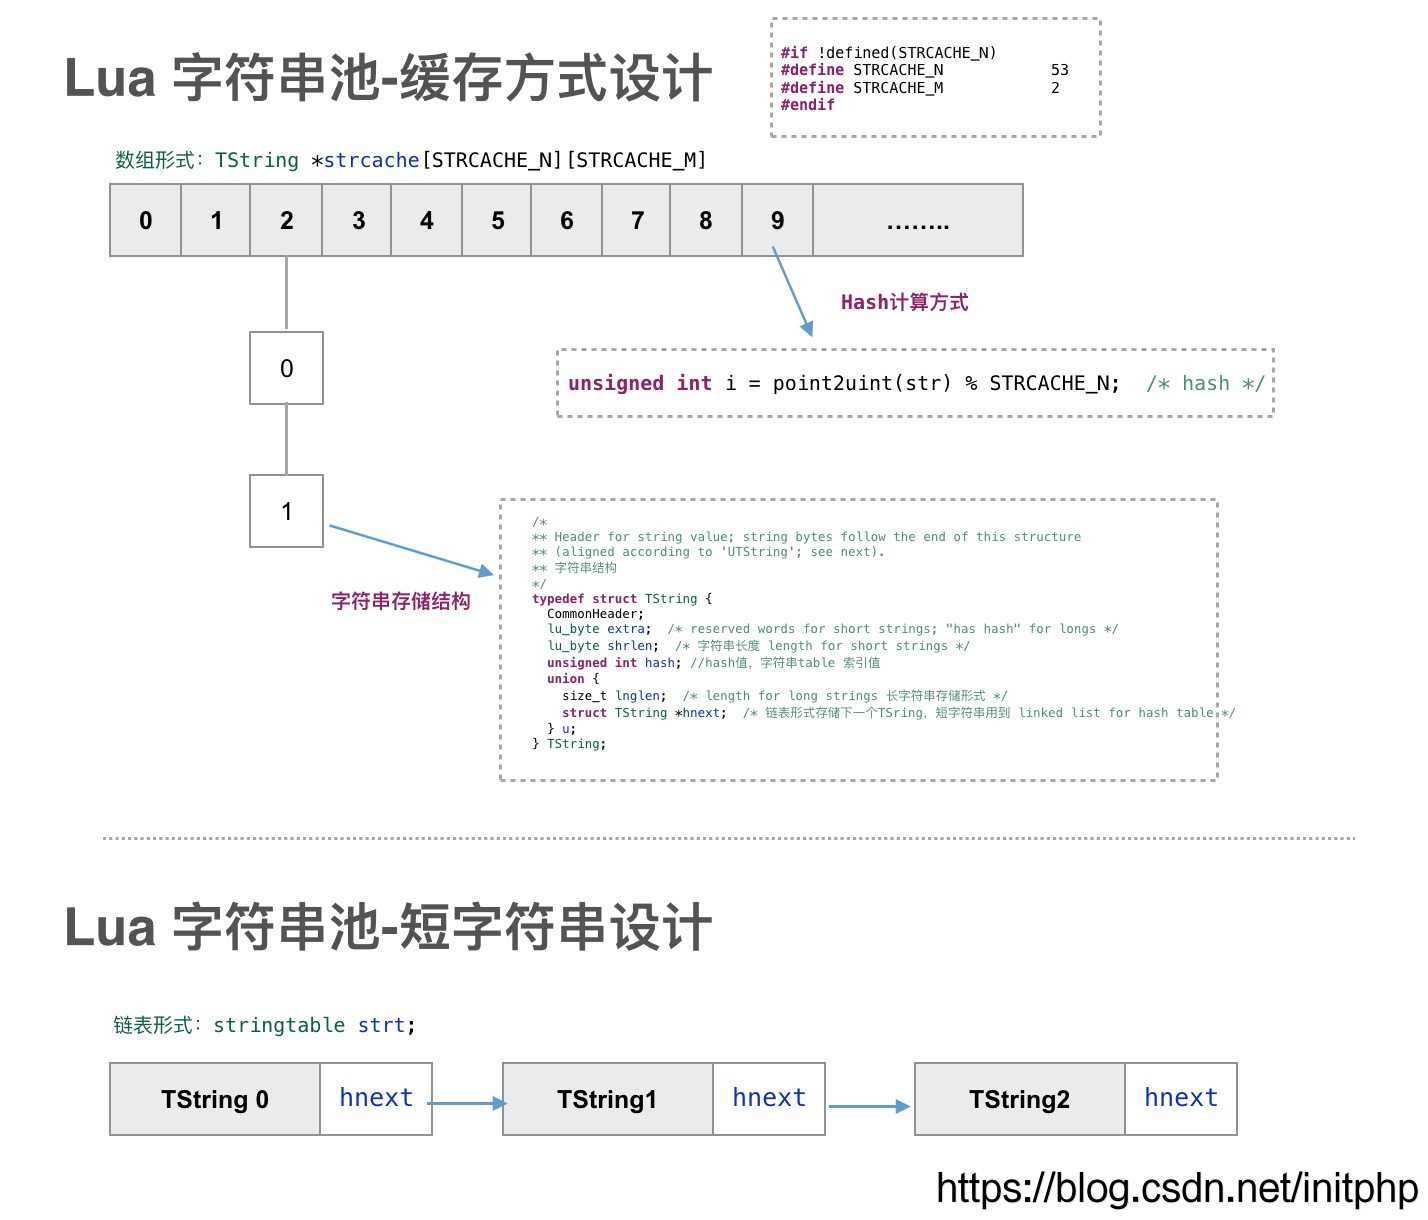 Lua 字符串池-缓存方式设计
#if !defined(STRCACHE_N)
#define STRCACHE_N 53
#define STRCACHE_M 2
#endif
数组形式：TString *strcache[STRCACHE_N][STRCACHE_M]
0 1 2 3 4 5 6 7 8 9 ........
Hash计算方式
0
unsigned int i = point2uint(str) % STRCACHE_N; /* hash */
1
字符串存储结构
/*
** Header for string value; string bytes follow the end of this structure
** (aligned according to 'UTString'; see next).
** 字符串结构
*/
typedef struct TString {
CommonHeader;
lu_byte extra; /* reserved words for short strings; "has hash" for longs */
lu_byte shrlen; /* 字符串长度 length for short strings */
unsigned int hash; //hash值，字符串table 索引值
union {
size_t lnglen; /* length for long strings 长字符串存储形式 */
struct TString *hnext; /* 链表形式存储下一个TSring，短字符串用到 linked list for hash table */
} u;
} TString;
Lua 字符串池-短字符串设计
链表形式：stringtable strt;
TString 0 hnext TString1 hnext TString2 hnext
https://blog.csdn.net/initphp